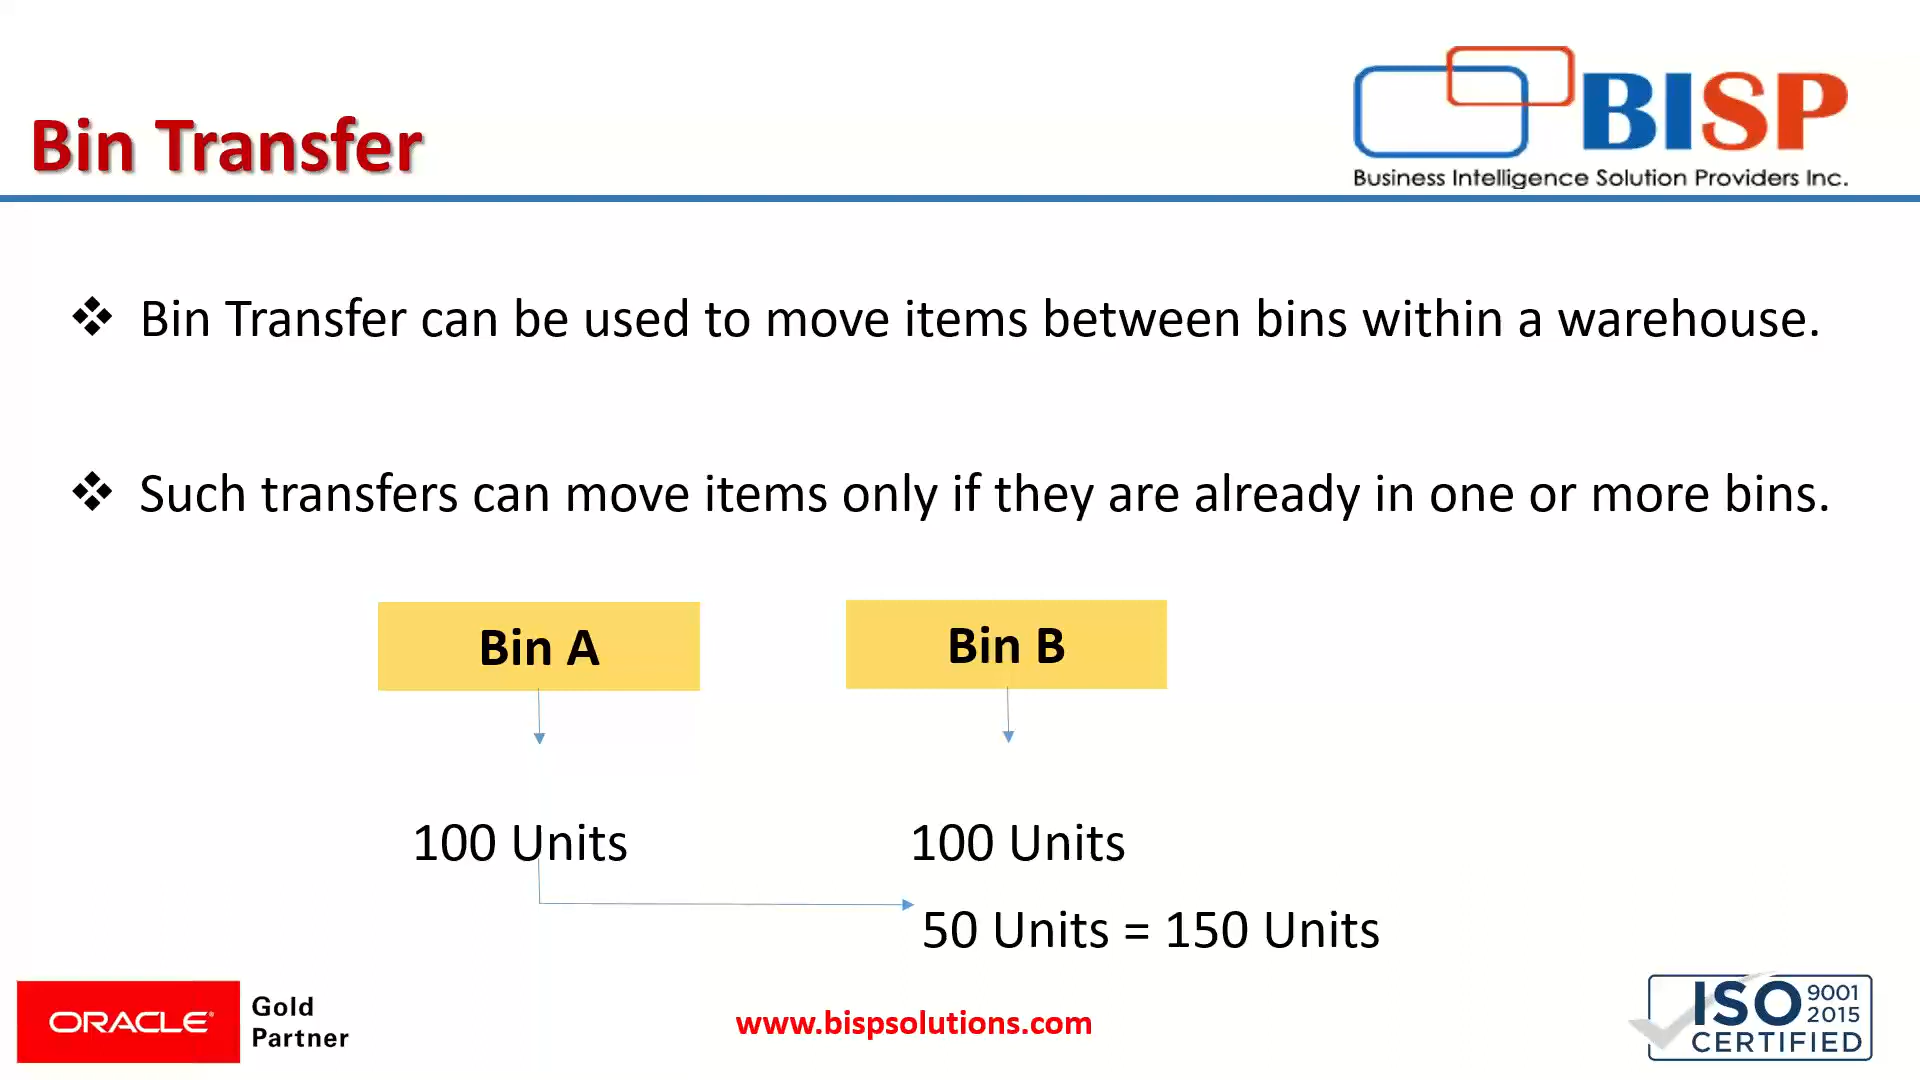 BISP
Business Intelligence Solution Providers Inc.
Bin Transfer
❖ Bin Transfer can be used to move items between bins within a warehouse.
❖ Such transfers can move items only if they are already in one or more bins.
Bin A
Bin B
100 Units
100 Units
50 Units = 150 Units
ORACLE®
Gold
Partner
www.bispsolutions.com
ISO 9001
2015
CERTIFIED